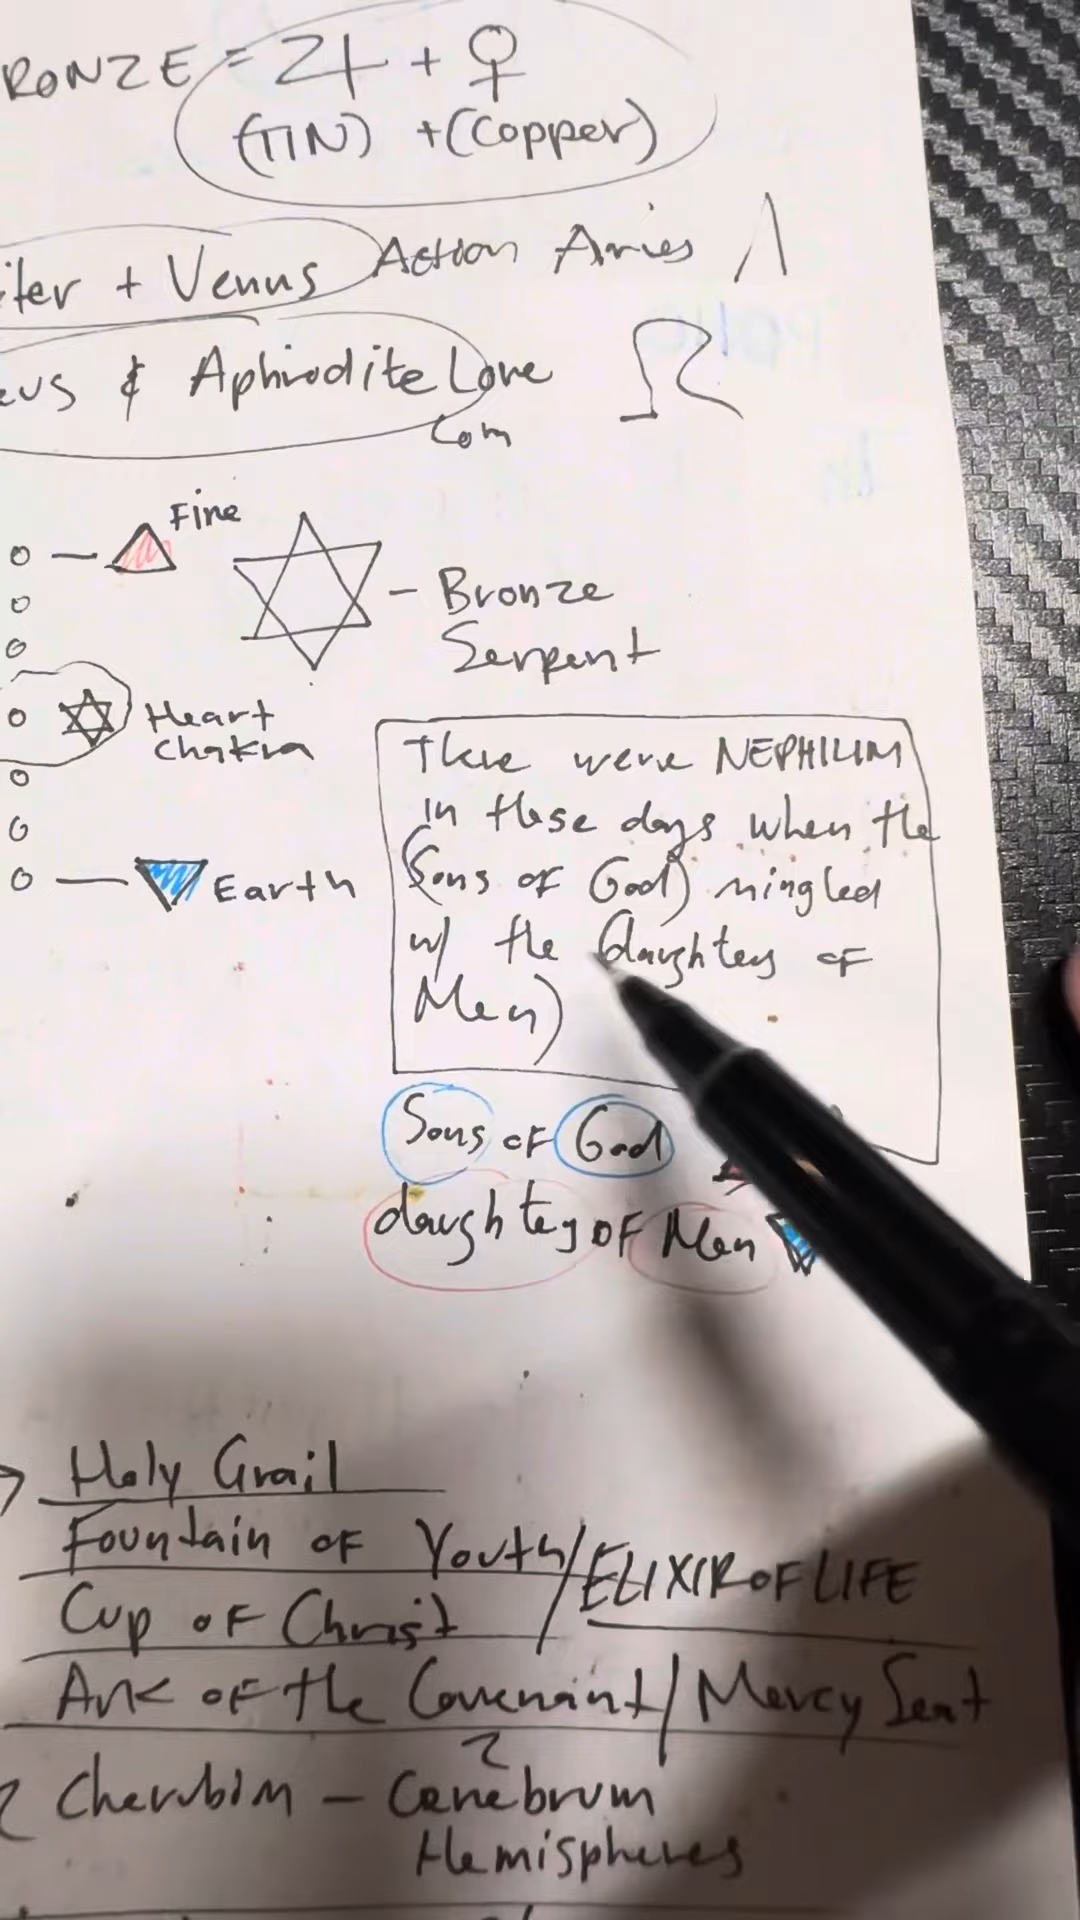 RONZE = ♃ + ♀
(TIN) + (Copper)
iter + Venus Action Aries Λ
eus & Aphrodite Love Ω
Com
Fire
Bronze
Serpent
Heart
Chakra
There were NEPHILIM
in those days when the
(Sons of God) mingled
w/ the (daughters of
Men)
Earth
Sons of God
daughters of Men
Holy Grail
Fountain of Youth/ELIXIR OF LIFE
Cup of Christ
Ark of the Covenant/Mercy Seat
2
2 Cherubim - Cerebrum
Hemispheres